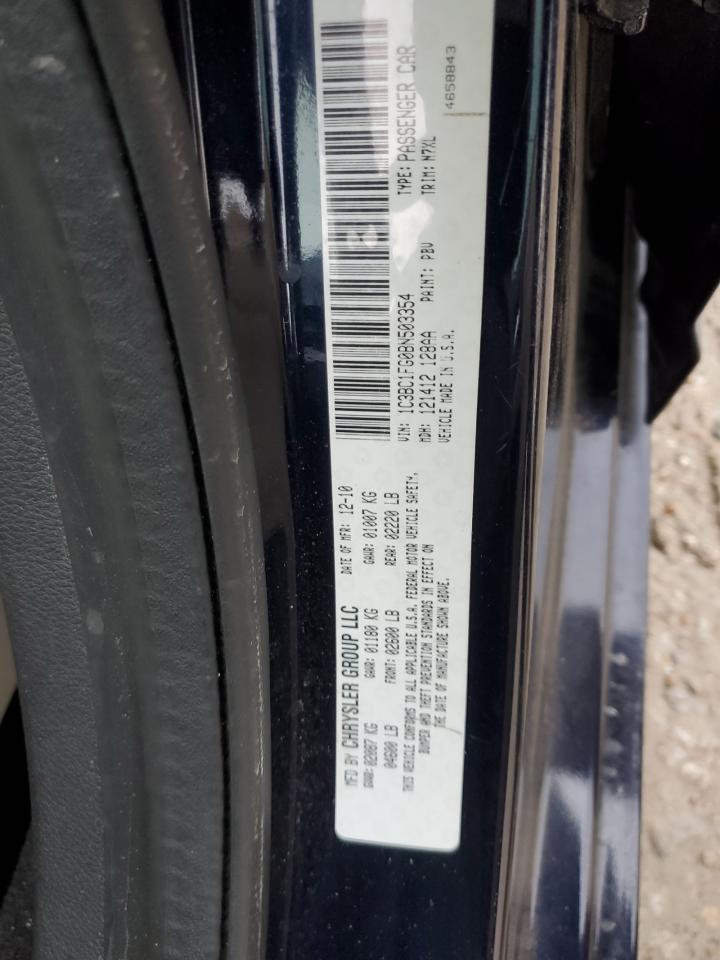 MFD BY CHRYSLER GROUP LLC DATE OF MFR: 12-10
GVWR: 02087 KG GAWR: 01180 KG GAWR: 01007 KG
04600 LB FRONT: 02600 LB REAR: 02220 LB
THIS VEHICLE CONFORMS TO ALL APPLICABLE U.S.A. FEDERAL MOTOR VEHICLE SAFETY,
BUMPER AND THEFT PREVENTION STANDARDS IN EFFECT ON
THE DATE OF MANUFACTURE SHOWN ABOVE.
VIN: 1C3BC1FG0BN503354 TYPE: PASSENGER CAR
MDH: 121412 128AA PAINT: PBV TRIM: N7XL
VEHICLE MADE IN U.S.A.
4658843